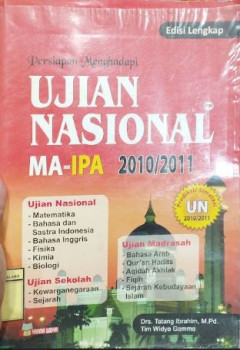 Edisi Lengkap
Persiapan Menghadapi
UJIAN
NASIONAL
MA-IPA 2010/2011
UN
2010/2011
Ujian Nasional
- Matematika
- Bahasa dan
Sastra Indonesia
- Bahasa Inggris
- Fisika
- Kimia
- Biologi
Ujian Sekolah
- Kewarganegaraan
- Sejarah
Ujian Madrasah
- Bahasa Arab
- Qur'an Hadits
- Aqidah Akhlak
- Fiqih
- Sejarah Kebudayaan
Islam
Drs. Tatang Ibrahim, M.Pd.
Tim Widya Gamma